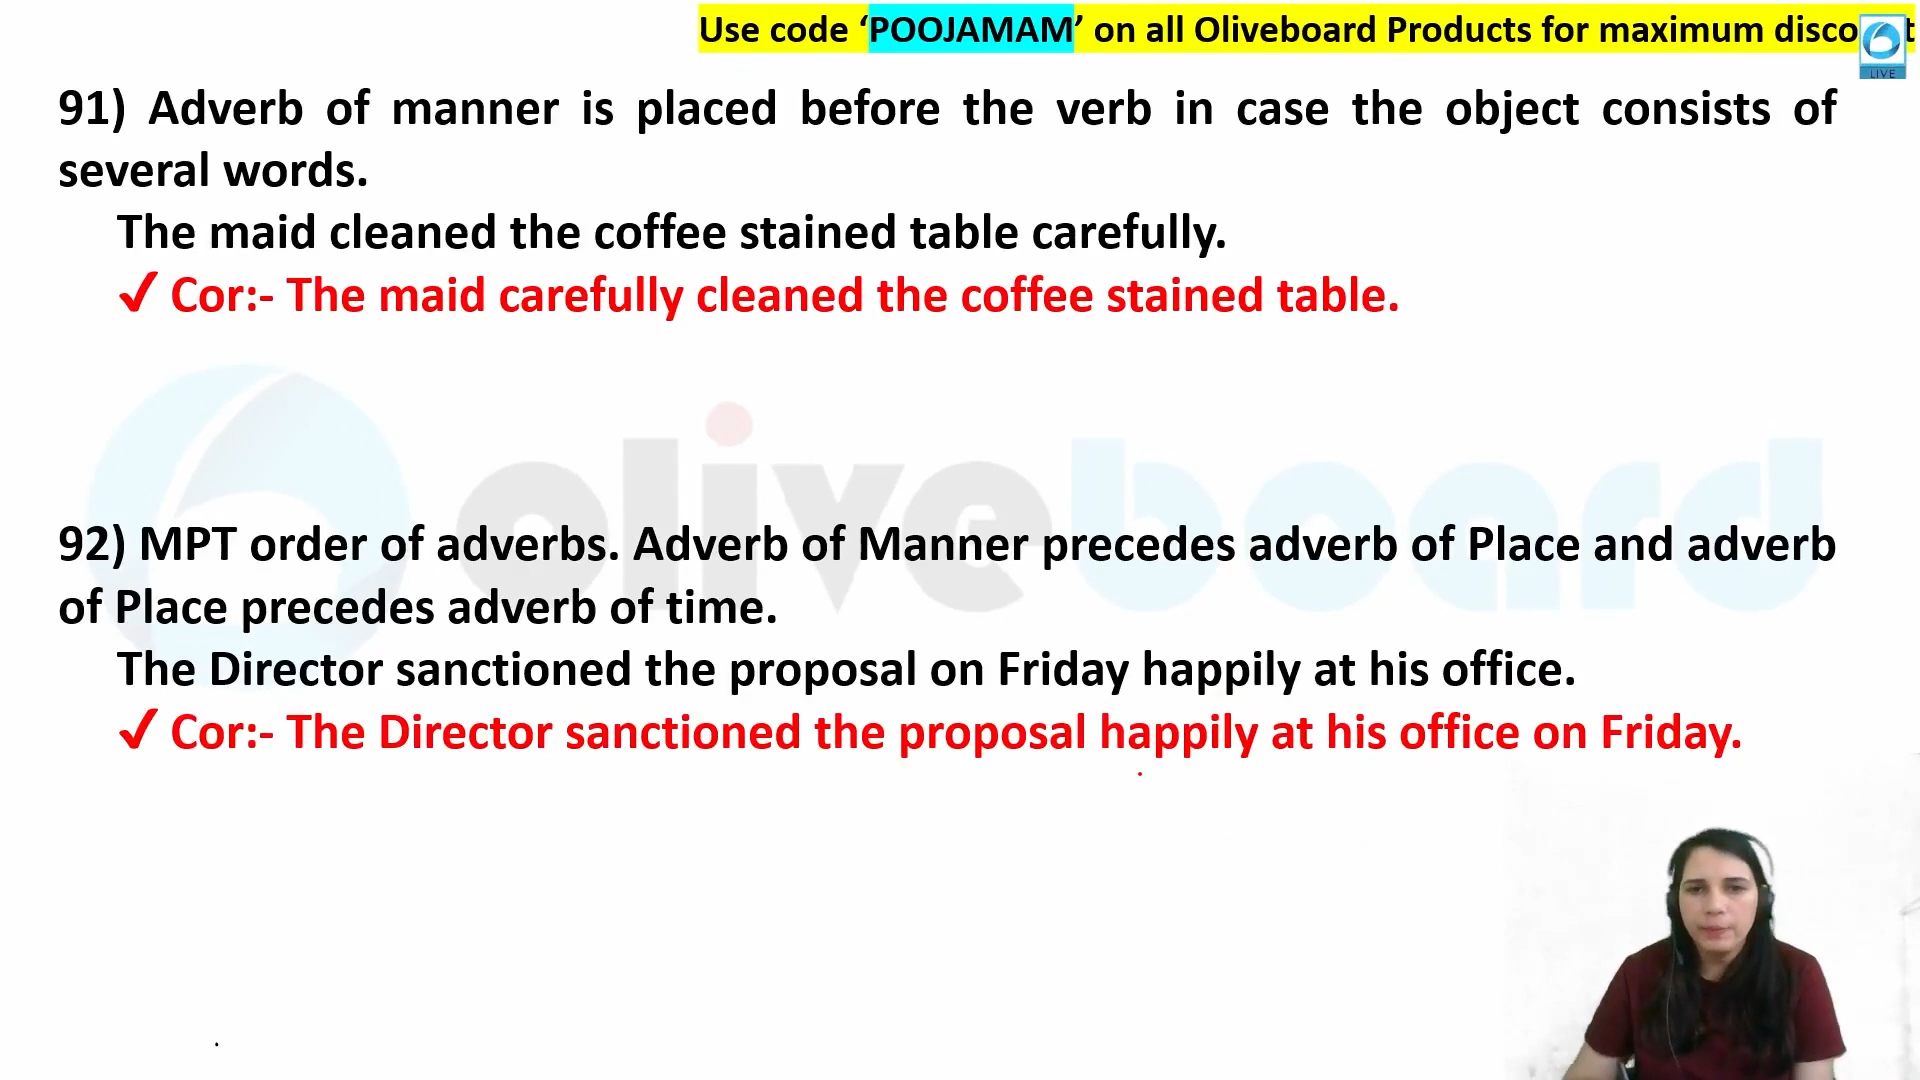 Use code ‘POOJAMAM’ on all Oliveboard Products for maximum
LIVE
91) Adverb of manner is placed before the verb in case the object consists of
several words.
The maid cleaned the coffee stained table carefully.
✓ Cor:- The maid carefully cleaned the coffee stained table.
oliveboard
92) MPT order of adverbs. Adverb of Manner precedes adverb of Place and adverb
of Place precedes adverb of time.
The Director sanctioned the proposal on Friday happily at his office.
✓ Cor:- The Director sanctioned the proposal happily at his office on Friday.